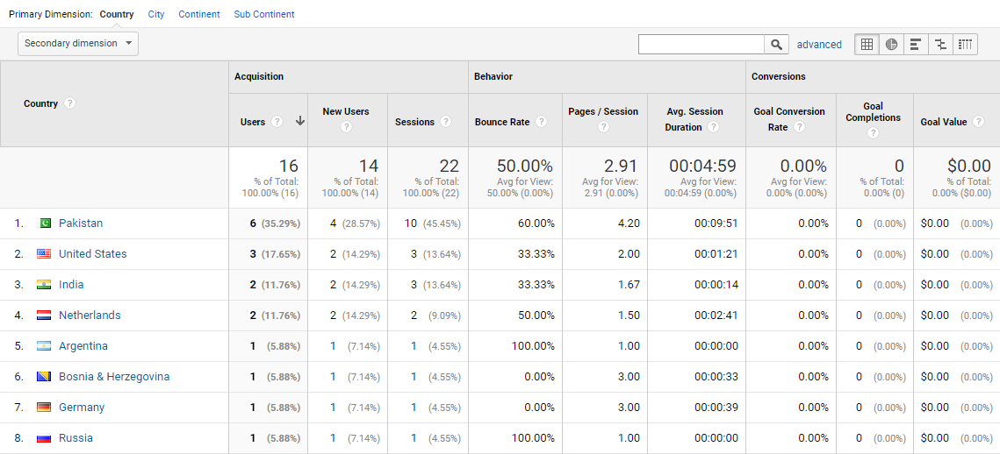 Primary Dimension: Country City Continent Sub Continent
Secondary dimension advanced
Acquisition Behavior Conversions
Country ? Users ? New Users ? Sessions ? Bounce Rate ? Pages / Session ? Avg. Session Duration ? Goal Conversion Rate ? Goal Completions ? Goal Value ?
16 14 22 50.00% 2.91 00:04:59 0.00% 0 $0.00
% of Total: % of Total: % of Total: Avg for View: Avg for View: Avg for View: Avg for View: % of Total: % of Total:
100.00% (16) 100.00% (14) 100.00% (22) 50.00% (0.00%) 2.91 (0.00%) 00:04:59 (0.00%) 0.00% (0.00%) 0.00% (0) 0.00% ($0.00)
1. Pakistan 6 (35.29%) 4 (28.57%) 10 (45.45%) 60.00% 4.20 00:09:51 0.00% 0 (0.00%) $0.00 (0.00%)
2. United States 3 (17.65%) 2 (14.29%) 3 (13.64%) 33.33% 2.00 00:01:21 0.00% 0 (0.00%) $0.00 (0.00%)
3. India 2 (11.76%) 2 (14.29%) 3 (13.64%) 33.33% 1.67 00:00:14 0.00% 0 (0.00%) $0.00 (0.00%)
4. Netherlands 2 (11.76%) 2 (14.29%) 2 (9.09%) 50.00% 1.50 00:02:41 0.00% 0 (0.00%) $0.00 (0.00%)
5. Argentina 1 (5.88%) 1 (7.14%) 1 (4.55%) 100.00% 1.00 00:00:00 0.00% 0 (0.00%) $0.00 (0.00%)
6. Bosnia & Herzegovina 1 (5.88%) 1 (7.14%) 1 (4.55%) 0.00% 3.00 00:00:33 0.00% 0 (0.00%) $0.00 (0.00%)
7. Germany 1 (5.88%) 1 (7.14%) 1 (4.55%) 0.00% 3.00 00:00:39 0.00% 0 (0.00%) $0.00 (0.00%)
8. Russia 1 (5.88%) 1 (7.14%) 1 (4.55%) 100.00% 1.00 00:00:00 0.00% 0 (0.00%) $0.00 (0.00%)